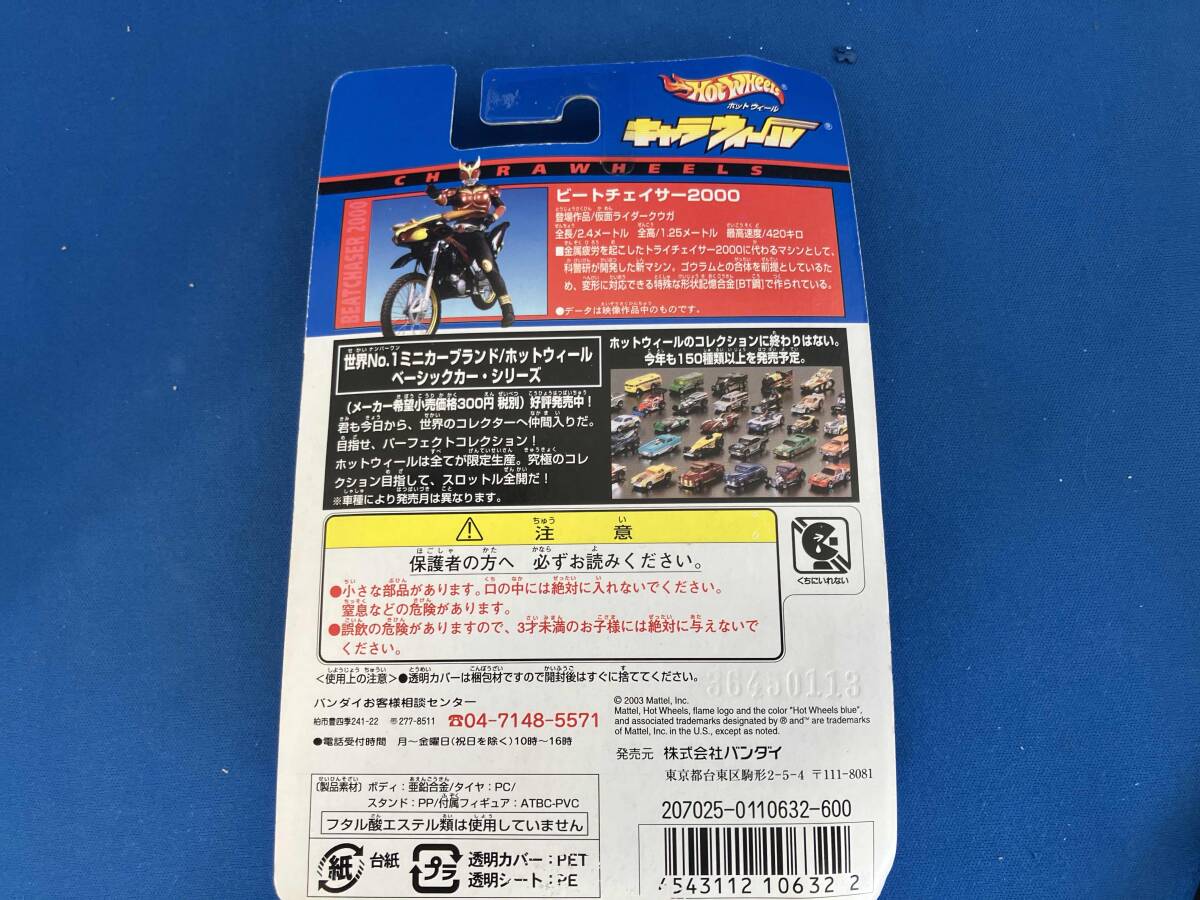 Hot Wheels
ホットウィール
キャラウィール®
CHARAWHEELS
BEATCHASER 2000
ビートチェイサー2000
登場作品/仮面ライダークウガ
全長/2.4メートル 全高/1.25メートル 最高速度/420キロ
■金属疲労を起こしたトライチェイサー2000に代わるマシンとして、
科警研が開発した新マシン。ゴウラムとの合体を前提としているた
め、変形に対応できる特殊な形状記憶合金[BT鋼]で作られている。
●データは映像作品中のものです。
世界No.1ミニカーブランド/ホットウィール
ベーシックカー・シリーズ
(メーカー希望小売価格300円 税別) 好評発売中!
君も今日から、世界のコレクターへ仲間入りだ。
目指せ、パーフェクトコレクション!
ホットウィールは全てが限定生産。究極のコレ
クション目指して、スロットル全開だ!
※車種により発売月は異なります。
ホットウィールのコレクションに終わりはない。
今年も150種類以上を発売予定。
⚠ 注意
保護者の方へ 必ずお読みください。
●小さな部品があります。口の中には絶対に入れないでください。
窒息などの危険があります。
●誤飲の危険がありますので、3才未満のお子様には絶対に与えないで
ください。
くちにいれない
<使用上の注意>●透明カバーは梱包材ですので開封後はすぐに捨ててください。
バンダイお客様相談センター
柏市豊四季241-22 〒277-8511 ☎04-7148-5571
●電話受付時間 月〜金曜日(祝日を除く)10時〜16時
© 2003 Mattel, Inc.
Mattel, Hot Wheels, flame logo and the color "Hot Wheels blue",
and associated trademarks designated by ® and™ are trademarks
of Mattel, Inc. in the U.S., except as noted.
発売元 株式会社バンダイ
東京都台東区駒形2-5-4 〒111-8081
〔製品素材〕ボディ:亜鉛合金/タイヤ:PC/
スタンド:PP/付属フィギュア:ATBC-PVC
フタル酸エステル類は使用していません
紙 台紙
プラ 透明カバー:PET
透明シート:PE
207025-0110632-600
4543112 10632 2